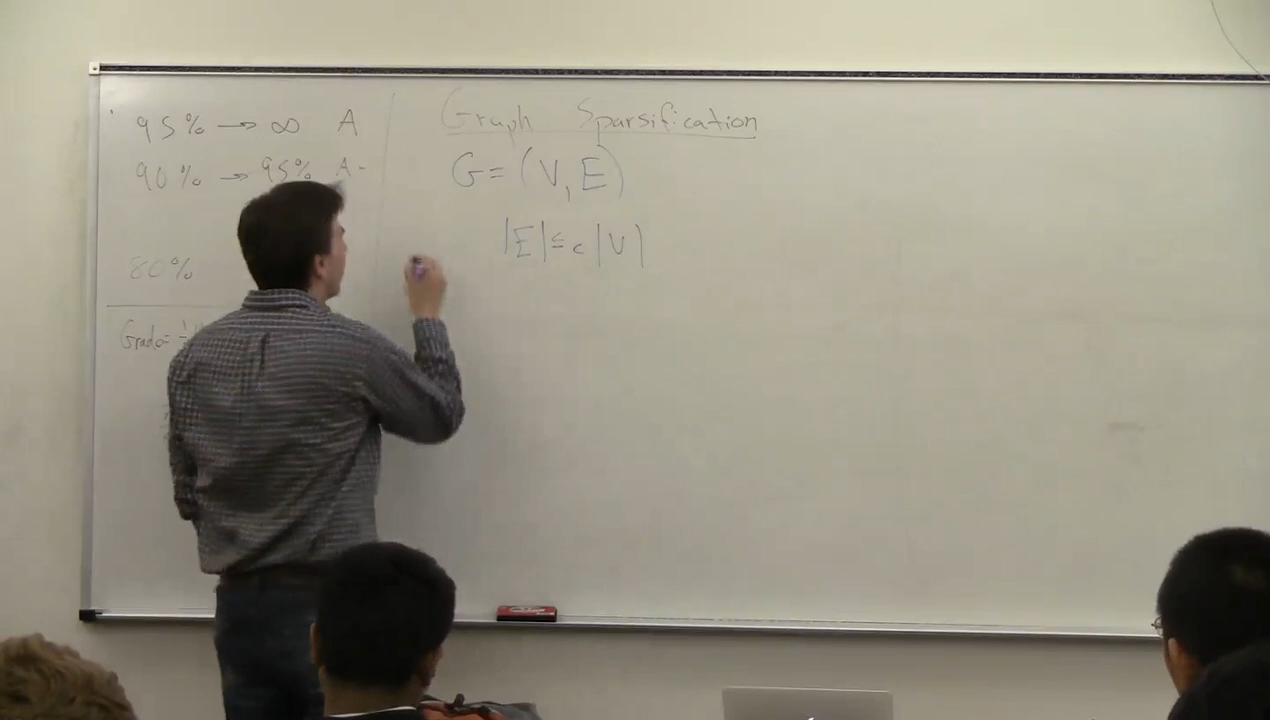 95% → ∞ A
90% → 95% A-
80%
Grade=
Graph Sparsification
G=(V,E)
|E|≤c|V|